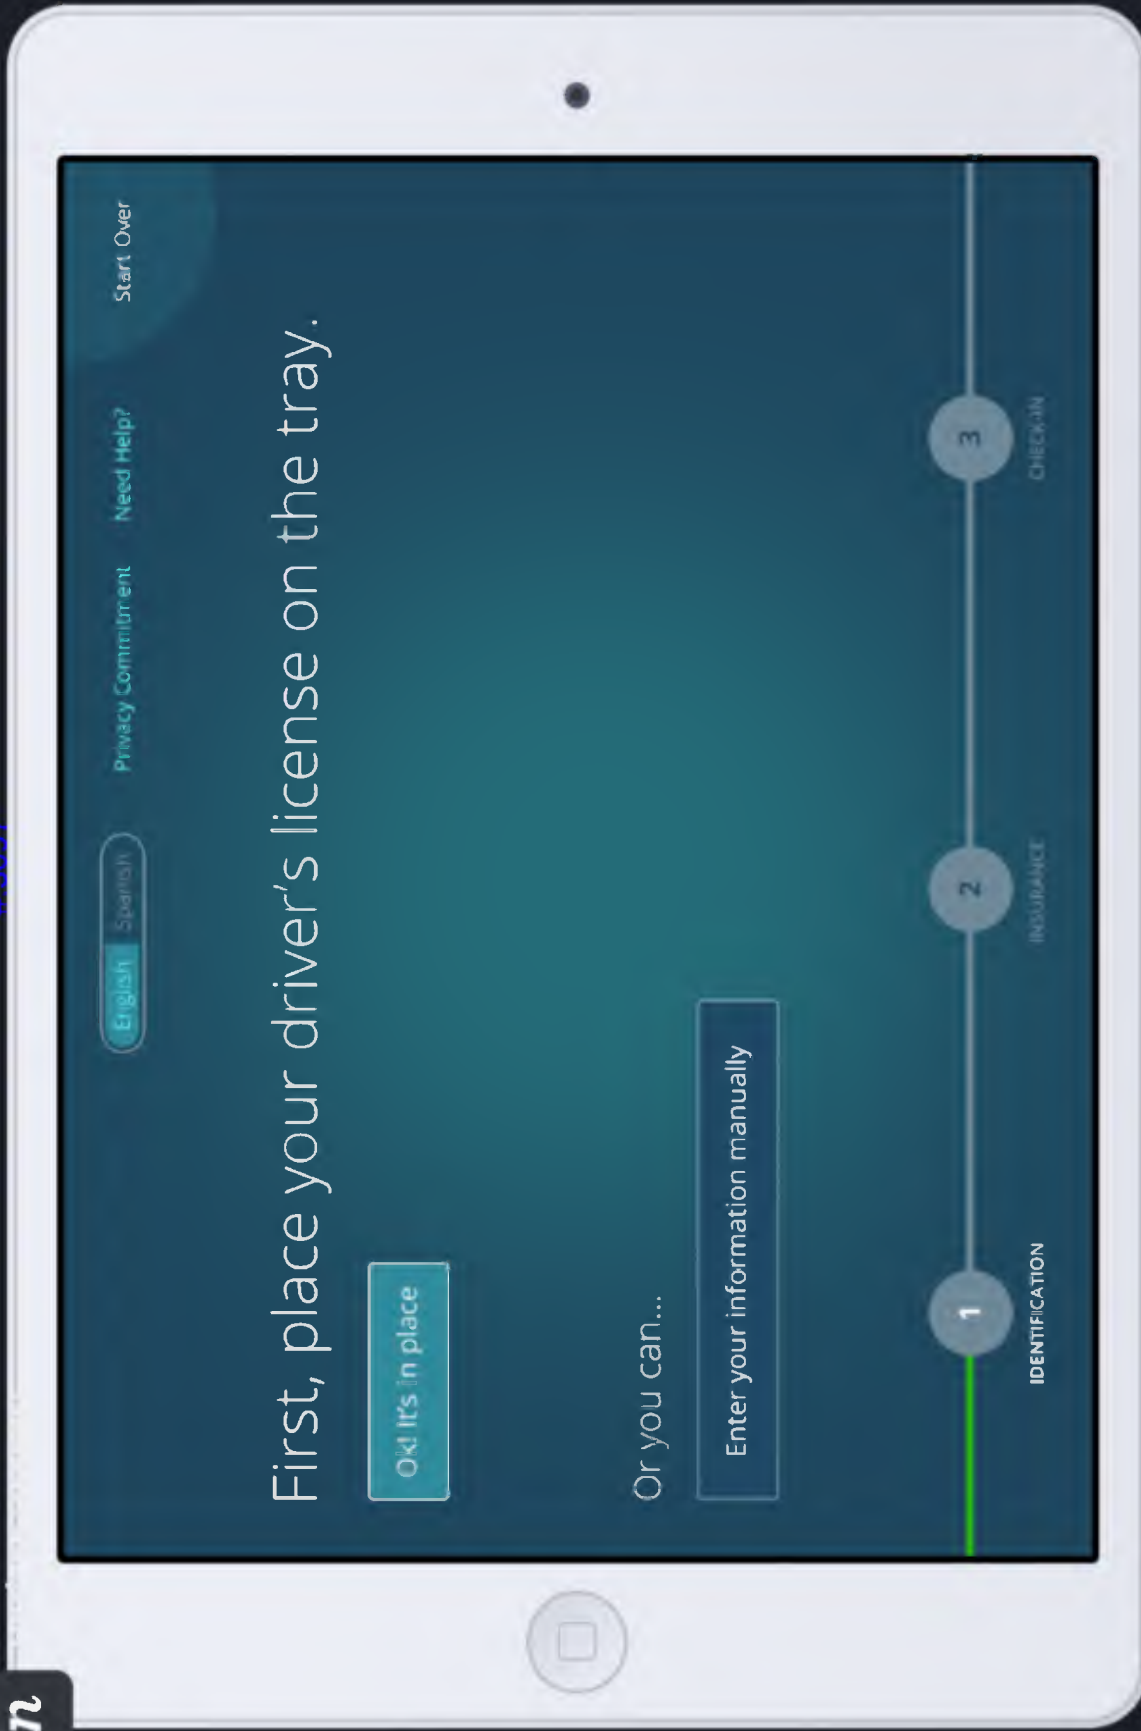 English Spanish Privacy Commitment Need Help? Start Over
First, place your driver's license on the tray.
Ok! It's in place
Or you can...
Enter your information manually
1 2 3
IDENTIFICATION INSURANCE CHECK-IN
n